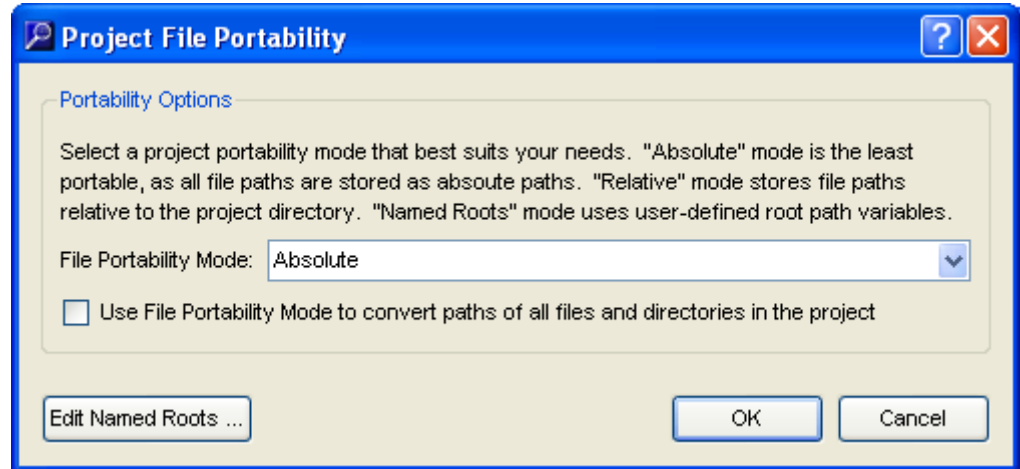 Project File Portability
Portability Options
Select a project portability mode that best suits your needs.  "Absolute" mode is the least
portable, as all file paths are stored as absoute paths.  "Relative" mode stores file paths
relative to the project directory.  "Named Roots" mode uses user-defined root path variables.
File Portability Mode: Absolute
Use File Portability Mode to convert paths of all files and directories in the project
Edit Named Roots ... OK Cancel